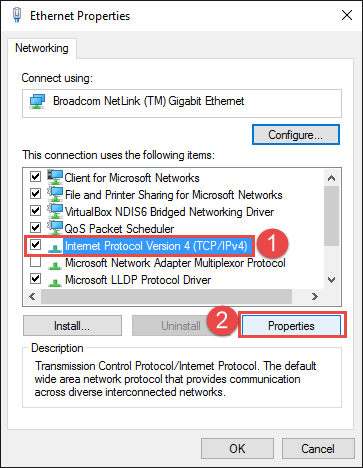 Ethernet Properties
Networking
Connect using:
Broadcom NetLink (TM) Gigabit Ethernet
Configure...
This connection uses the following items:
Client for Microsoft Networks
File and Printer Sharing for Microsoft Networks
VirtualBox NDIS6 Bridged Networking Driver
QoS Packet Scheduler
Internet Protocol Version 4 (TCP/IPv4) 1
Microsoft Network Adapter Multiplexor Protocol
Microsoft LLDP Protocol Driver
Install... Uninstall 2 Properties
Description
Transmission Control Protocol/Internet Protocol. The default
wide area network protocol that provides communication
across diverse interconnected networks.
OK Cancel